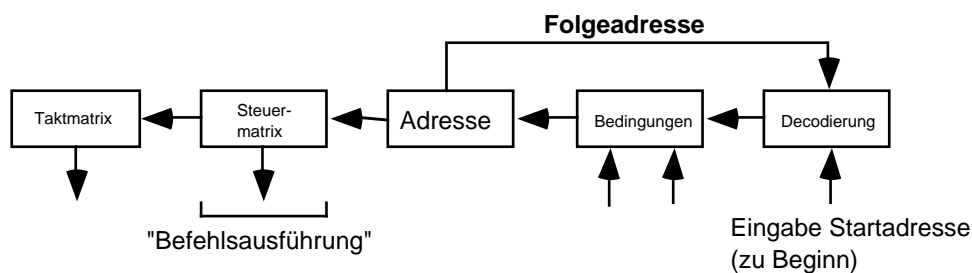 Folgeadresse
Taktmatrix
Steuer-
matrix
Adresse
Bedingungen
Decodierung
"Befehlsausführung"
Eingabe Startadresse
(zu Beginn)